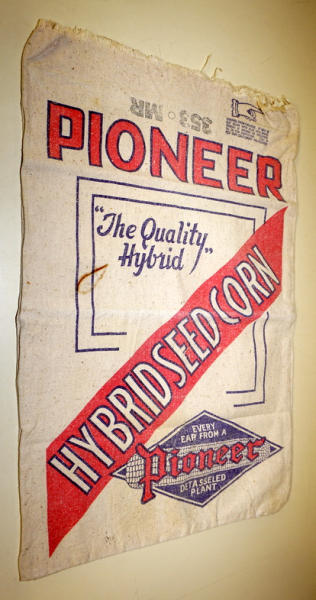 353·MR
PIONEER
"The Quality
Hybrid"
HYBRID SEED CORN
EVERY
EAR FROM A
Pioneer
DETASSELED
PLANT